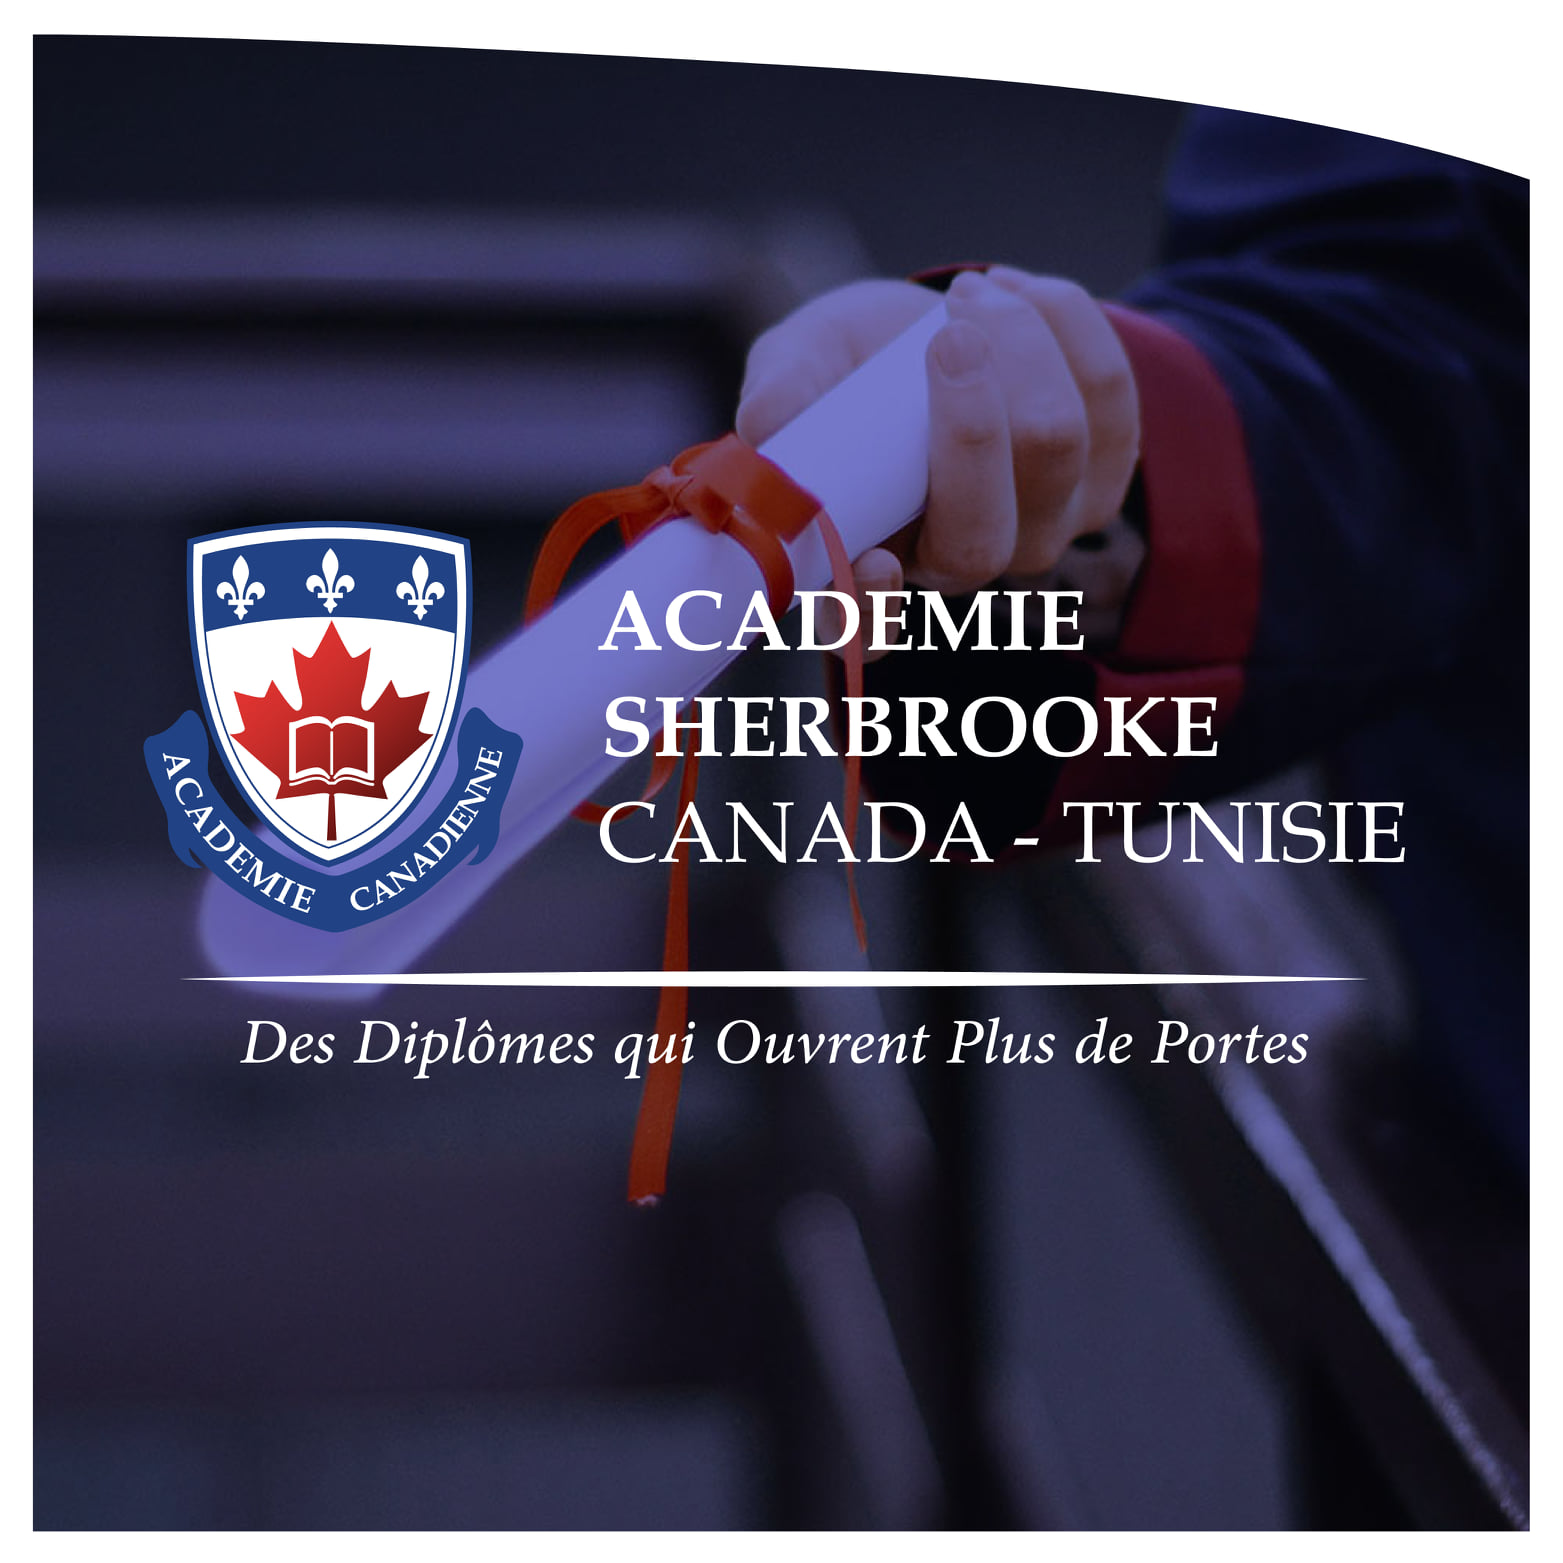 ACADEMIE
SHERBROOKE
CANADA - TUNISIE
ACADEMIE CANADIENNE
Des Diplômes qui Ouvrent Plus de Portes